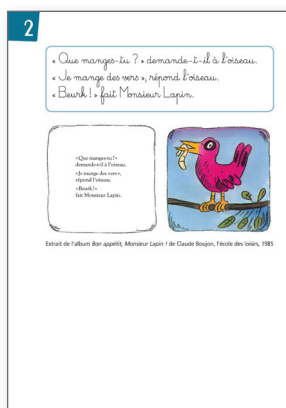 2
« Que manges-tu ? » demande-t-il à l'oiseau.
« Je mange des vers », répond l'oiseau.
« Beurk ! » fait Monsieur Lapin.
«Que manges-tu ?»
demande-t-il à l'oiseau.
«Je mange des vers»,
répond l'oiseau.
«Beurk !»
fait Monsieur Lapin.
Extrait de l'album Bon appétit, Monsieur Lapin ! de Claude Boujon, l'école des loisirs, 1985